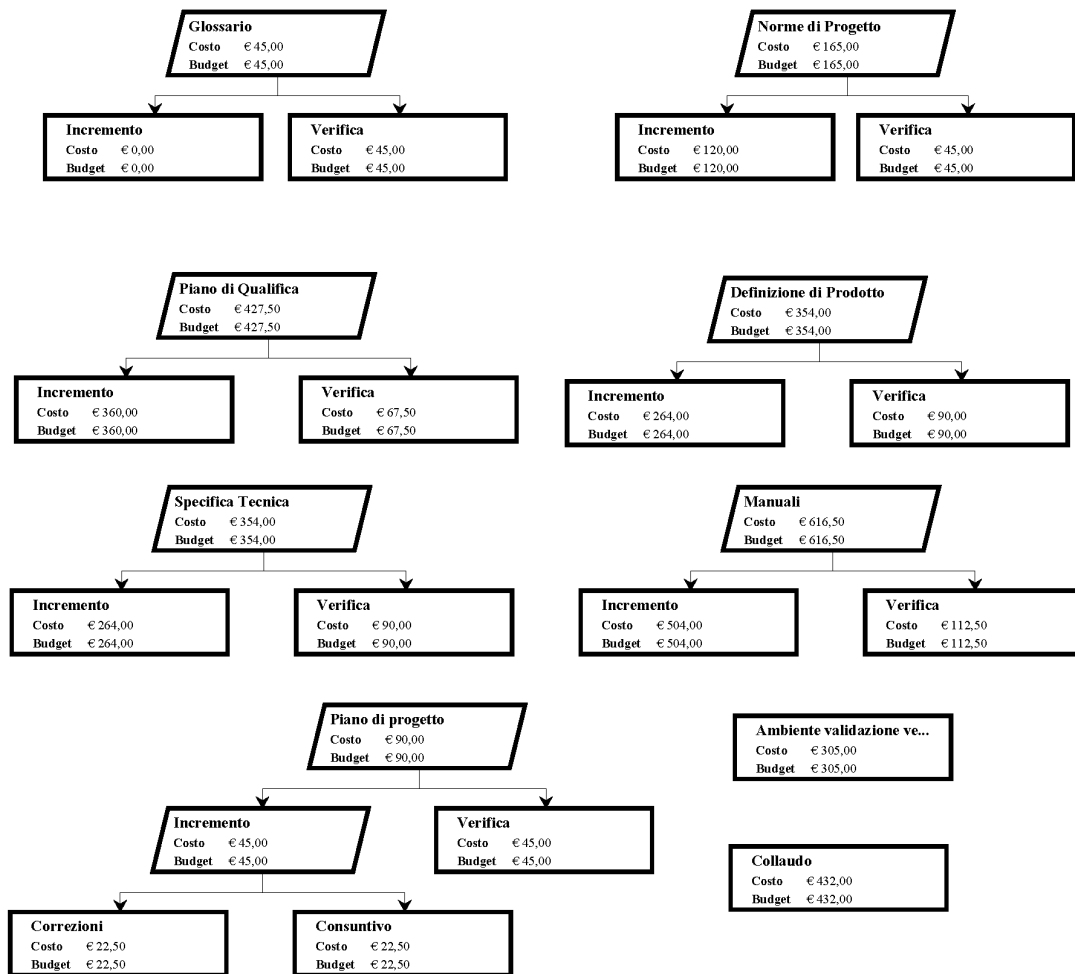 Glossario
Costo € 45,00
Budget € 45,00
Incremento
Costo € 0,00
Budget € 0,00
Verifica
Costo € 45,00
Budget € 45,00
Norme di Progetto
Costo € 165,00
Budget € 165,00
Incremento
Costo € 120,00
Budget € 120,00
Verifica
Costo € 45,00
Budget € 45,00
Piano di Qualifica
Costo € 427,50
Budget € 427,50
Incremento
Costo € 360,00
Budget € 360,00
Verifica
Costo € 67,50
Budget € 67,50
Definizione di Prodotto
Costo € 354,00
Budget € 354,00
Incremento
Costo € 264,00
Budget € 264,00
Verifica
Costo € 90,00
Budget € 90,00
Specifica Tecnica
Costo € 354,00
Budget € 354,00
Incremento
Costo € 264,00
Budget € 264,00
Verifica
Costo € 90,00
Budget € 90,00
Manuali
Costo € 616,50
Budget € 616,50
Incremento
Costo € 504,00
Budget € 504,00
Verifica
Costo € 112,50
Budget € 112,50
Piano di progetto
Costo € 90,00
Budget € 90,00
Incremento
Costo € 45,00
Budget € 45,00
Verifica
Costo € 45,00
Budget € 45,00
Correzioni
Costo € 22,50
Budget € 22,50
Consuntivo
Costo € 22,50
Budget € 22,50
Ambiente validazione ve...
Costo € 305,00
Budget € 305,00
Collaudo
Costo € 432,00
Budget € 432,00